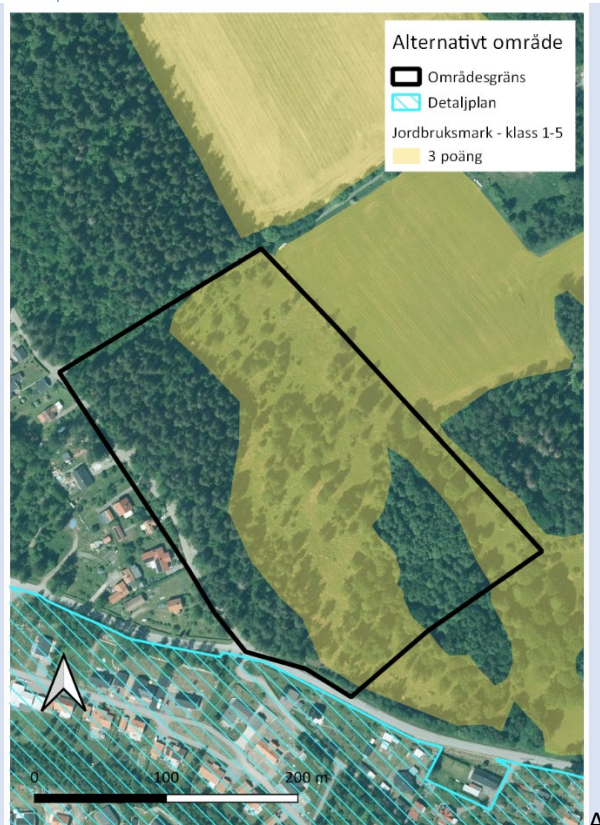 Alternativt område
Områdesgräns
Detaljplan
Jordbruksmark - klass 1-5
3 poäng
0 100 200 m
A